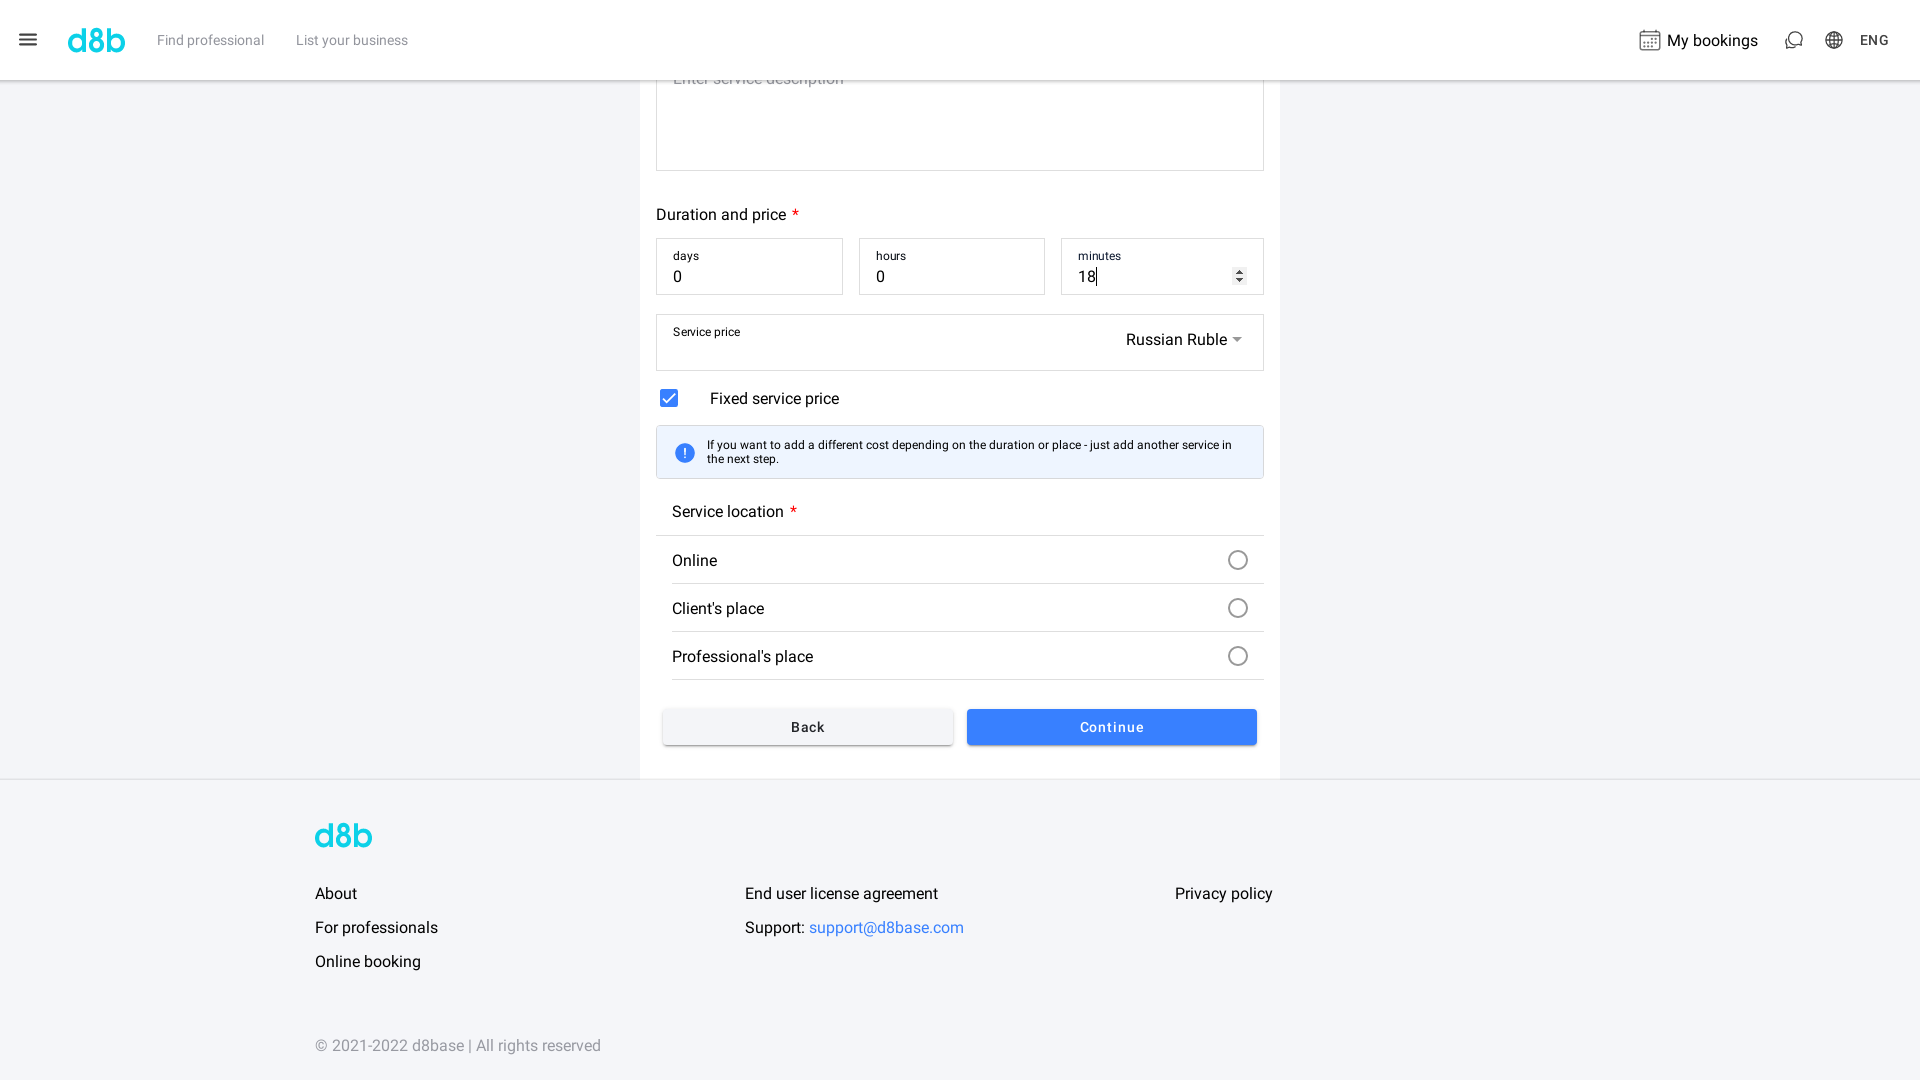 d8b
Find professional
List your business
My bookings
ENG
Enter service description
Duration and price *
days
0
hours
0
minutes
18
Service price
Russian Ruble
Fixed service price
If you want to add a different cost depending on the duration or place - just add another service in
the next step.
Service location *
Online
Client's place
Professional's place
Back
Continue
d8b
About
End user license agreement
Privacy policy
For professionals
Support: support@d8base.com
Online booking
© 2021-2022 d8base | All rights reserved